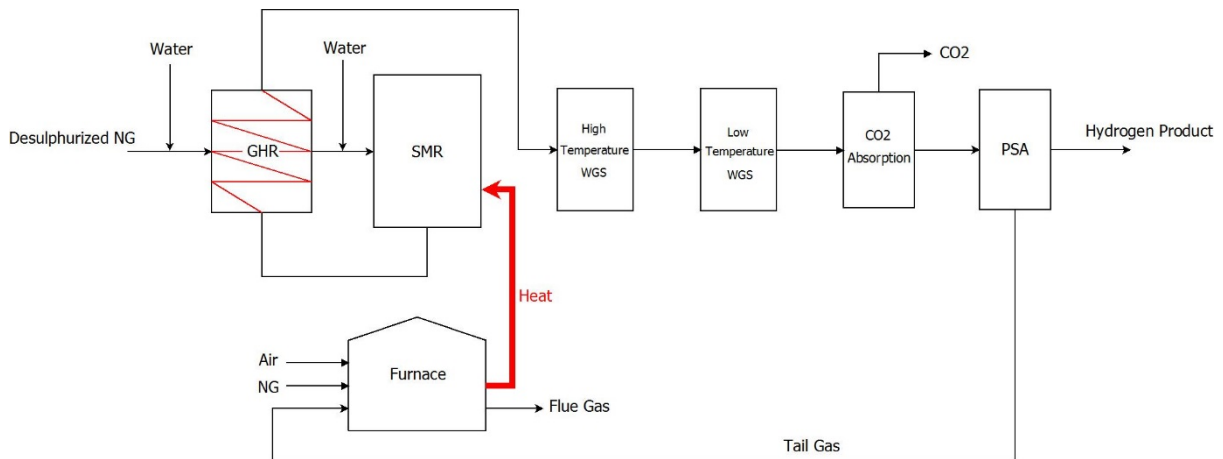 Water
Water
CO2
Desulphurized NG
GHR
SMR
High
Temperature
WGS
Low
Temperature
WGS
CO2
Absorption
PSA
Hydrogen Product
Heat
Air
NG
Furnace
Flue Gas
Tail Gas